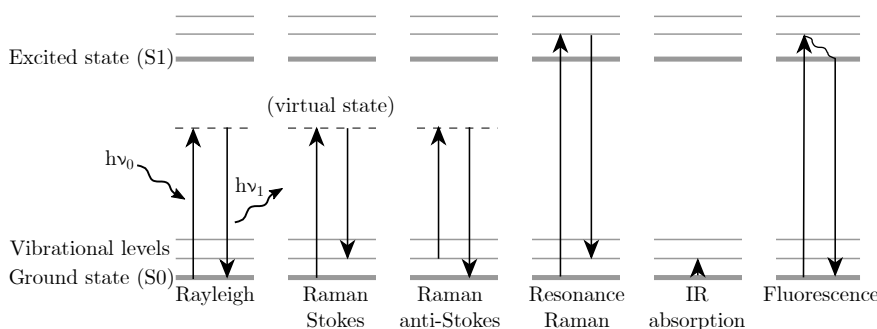 Excited state (S1)
(virtual state)
hν₀
hν₁
Vibrational levels
Ground state (S0)
Rayleigh
Raman
Stokes
Raman
anti-Stokes
Resonance
Raman
IR
absorption
Fluorescence